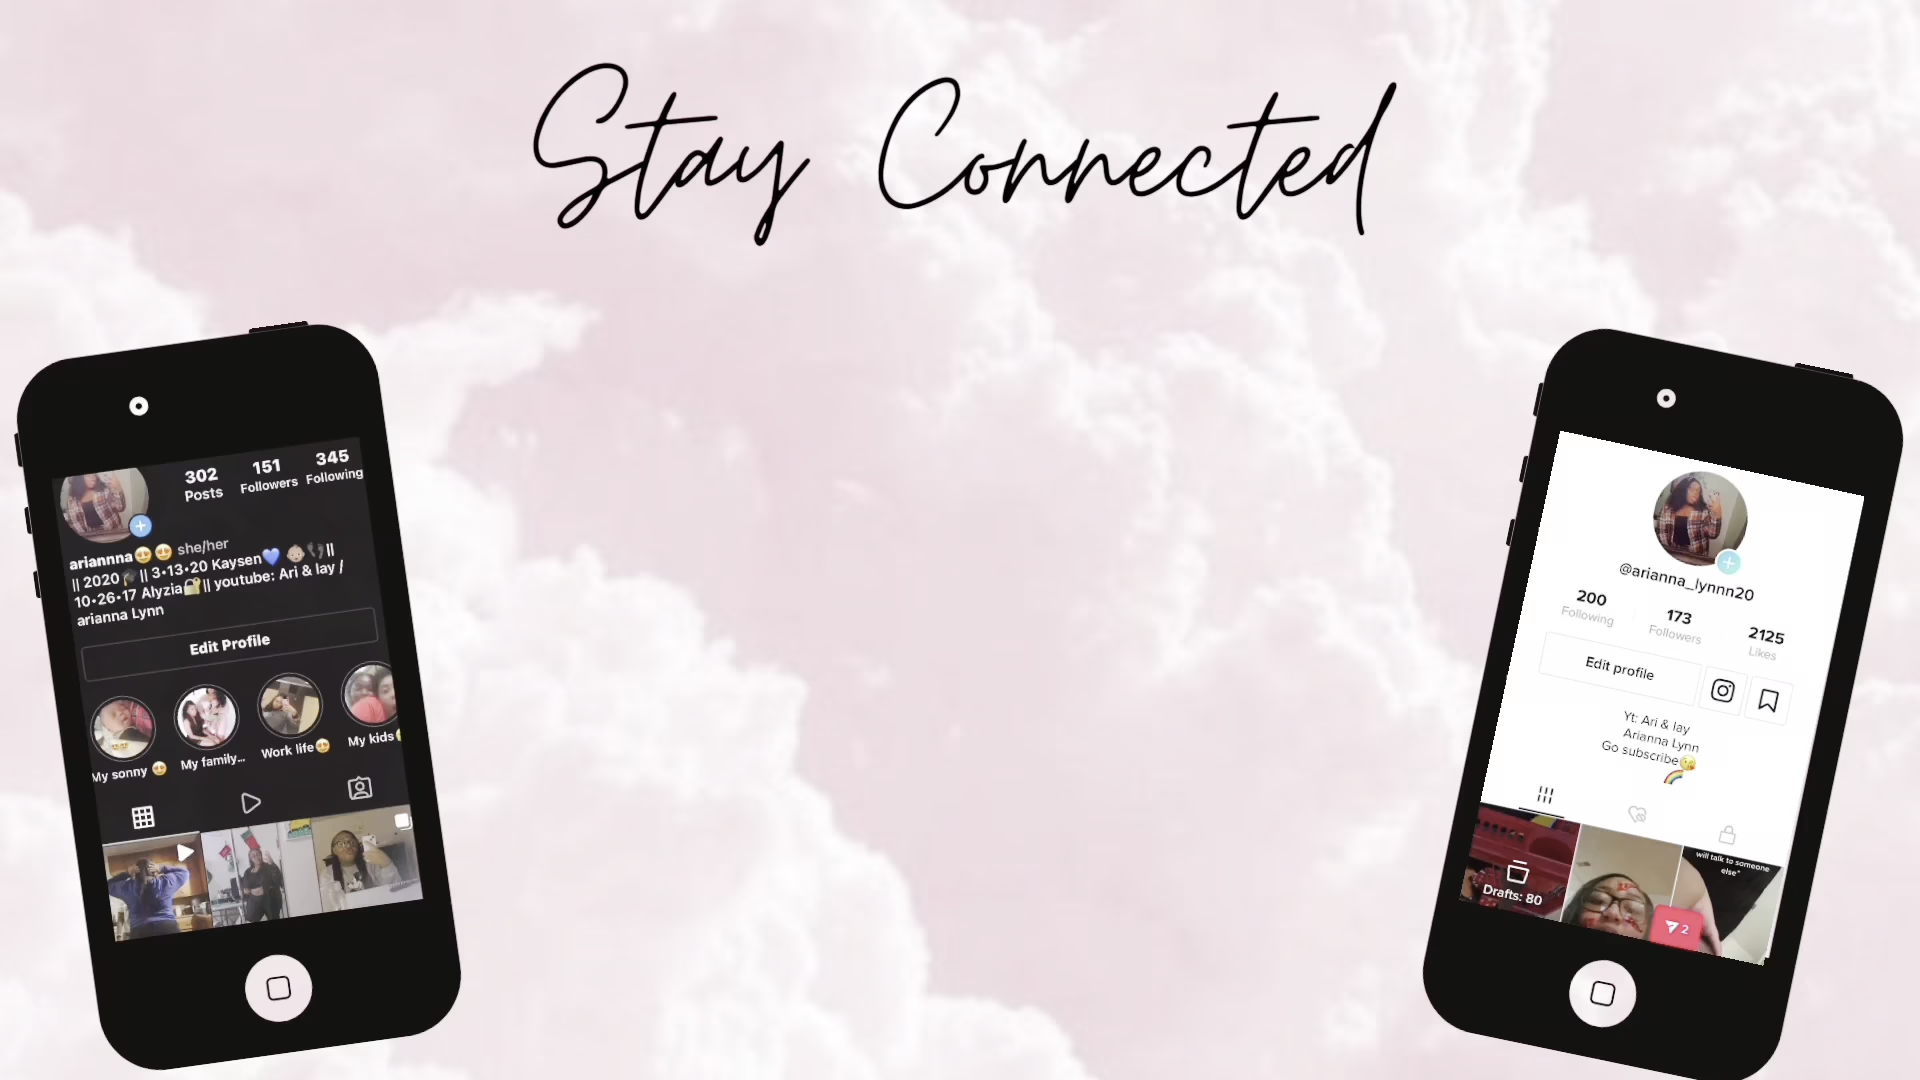 Stay Connected
302 151 345
Posts Followers Following
ariannna😍😍 she/her
|| 2020🎓|| 3•13•20 Kaysen💙 👶🏼👣||
10•26•17 Alyzia🔐|| youtube: Ari & lay /
arianna Lynn
Edit Profile
My sonny 😍 My family... Work life😍 My kids
@arianna_lynnn20
200 173 2125
Following Followers Likes
Edit profile
Yt: Ari & lay
Arianna Lynn
Go subscribe😘
🌈
will talk to someone
else*
Drafts: 80
2